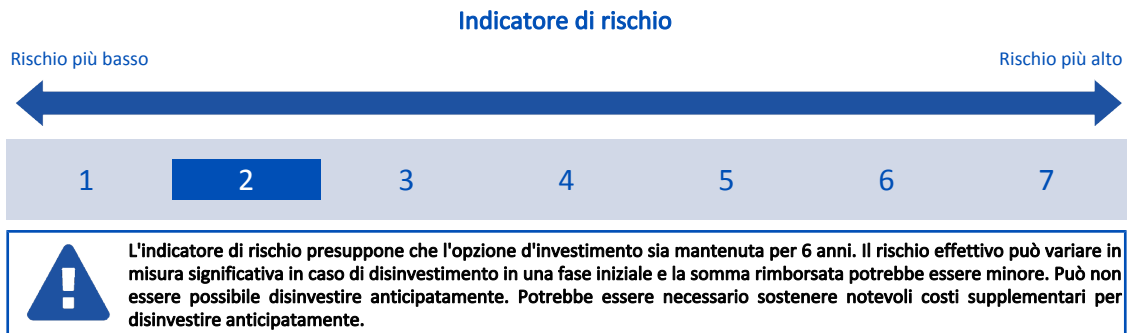 Indicatore di rischio
Rischio più basso
Rischio più alto
1 2 3 4 5 6 7
L'indicatore di rischio presuppone che l'opzione d'investimento sia mantenuta per 6 anni. Il rischio effettivo può variare in
misura significativa in caso di disinvestimento in una fase iniziale e la somma rimborsata potrebbe essere minore. Può non
essere possibile disinvestire anticipatamente. Potrebbe essere necessario sostenere notevoli costi supplementari per
disinvestire anticipatamente.